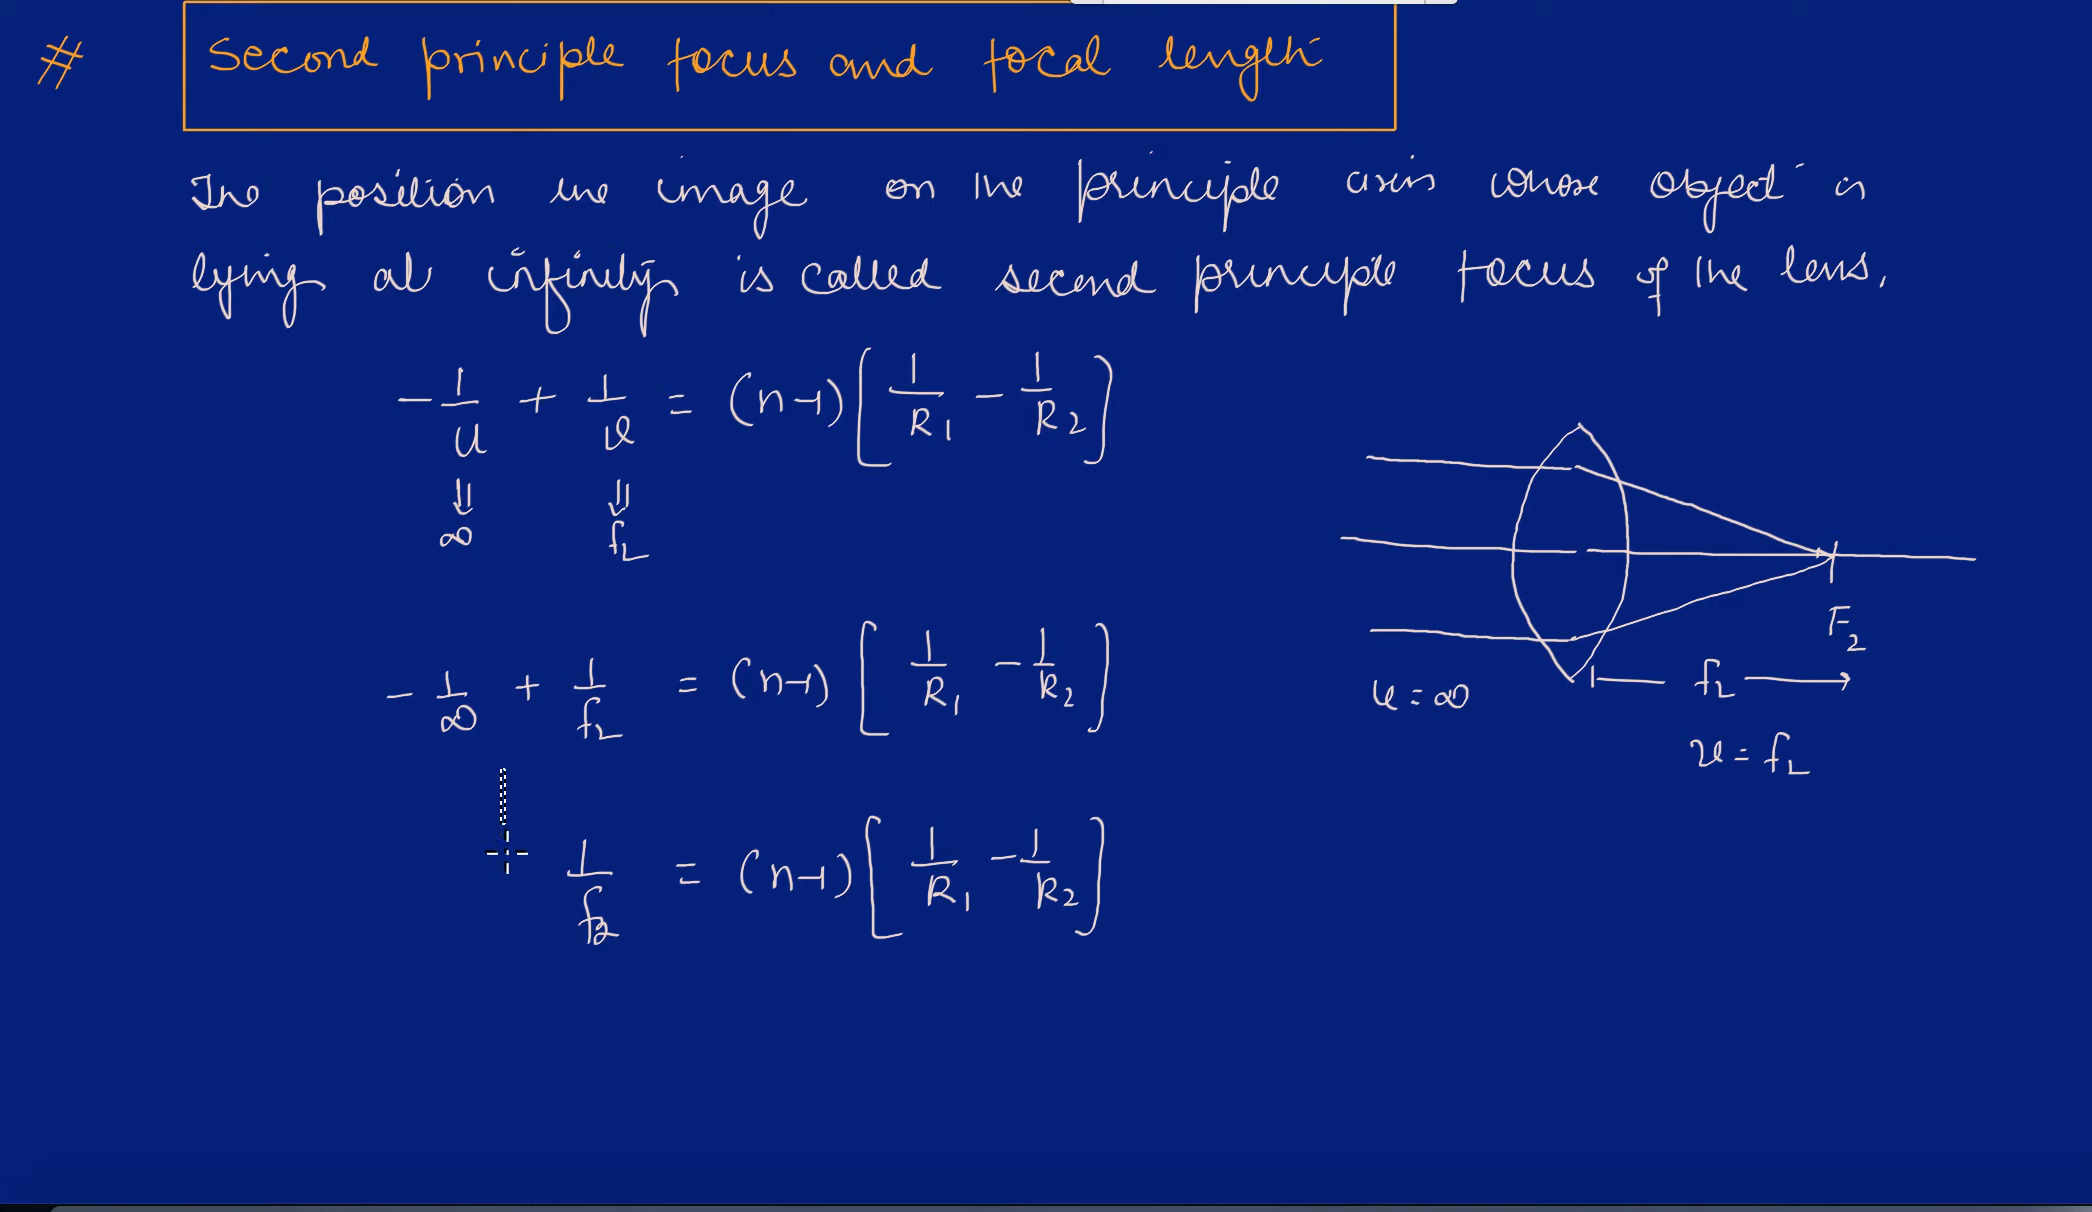 # Second principle focus and focal length
The position the image on the principle axis whose object is
lying at infinity is called second principle focus of the lens.
- 1/u + 1/v = (n-1) [ 1/R₁ - 1/R₂ ]
⇓ ⇓
∞ f₂
- 1/∞ + 1/f₂ = (n-1) [ 1/R₁ - 1/R₂ ]
1/f₂ = (n-1) [ 1/R₁ - 1/R₂ ]
F₂
u = ∞
f₂
v = f₂